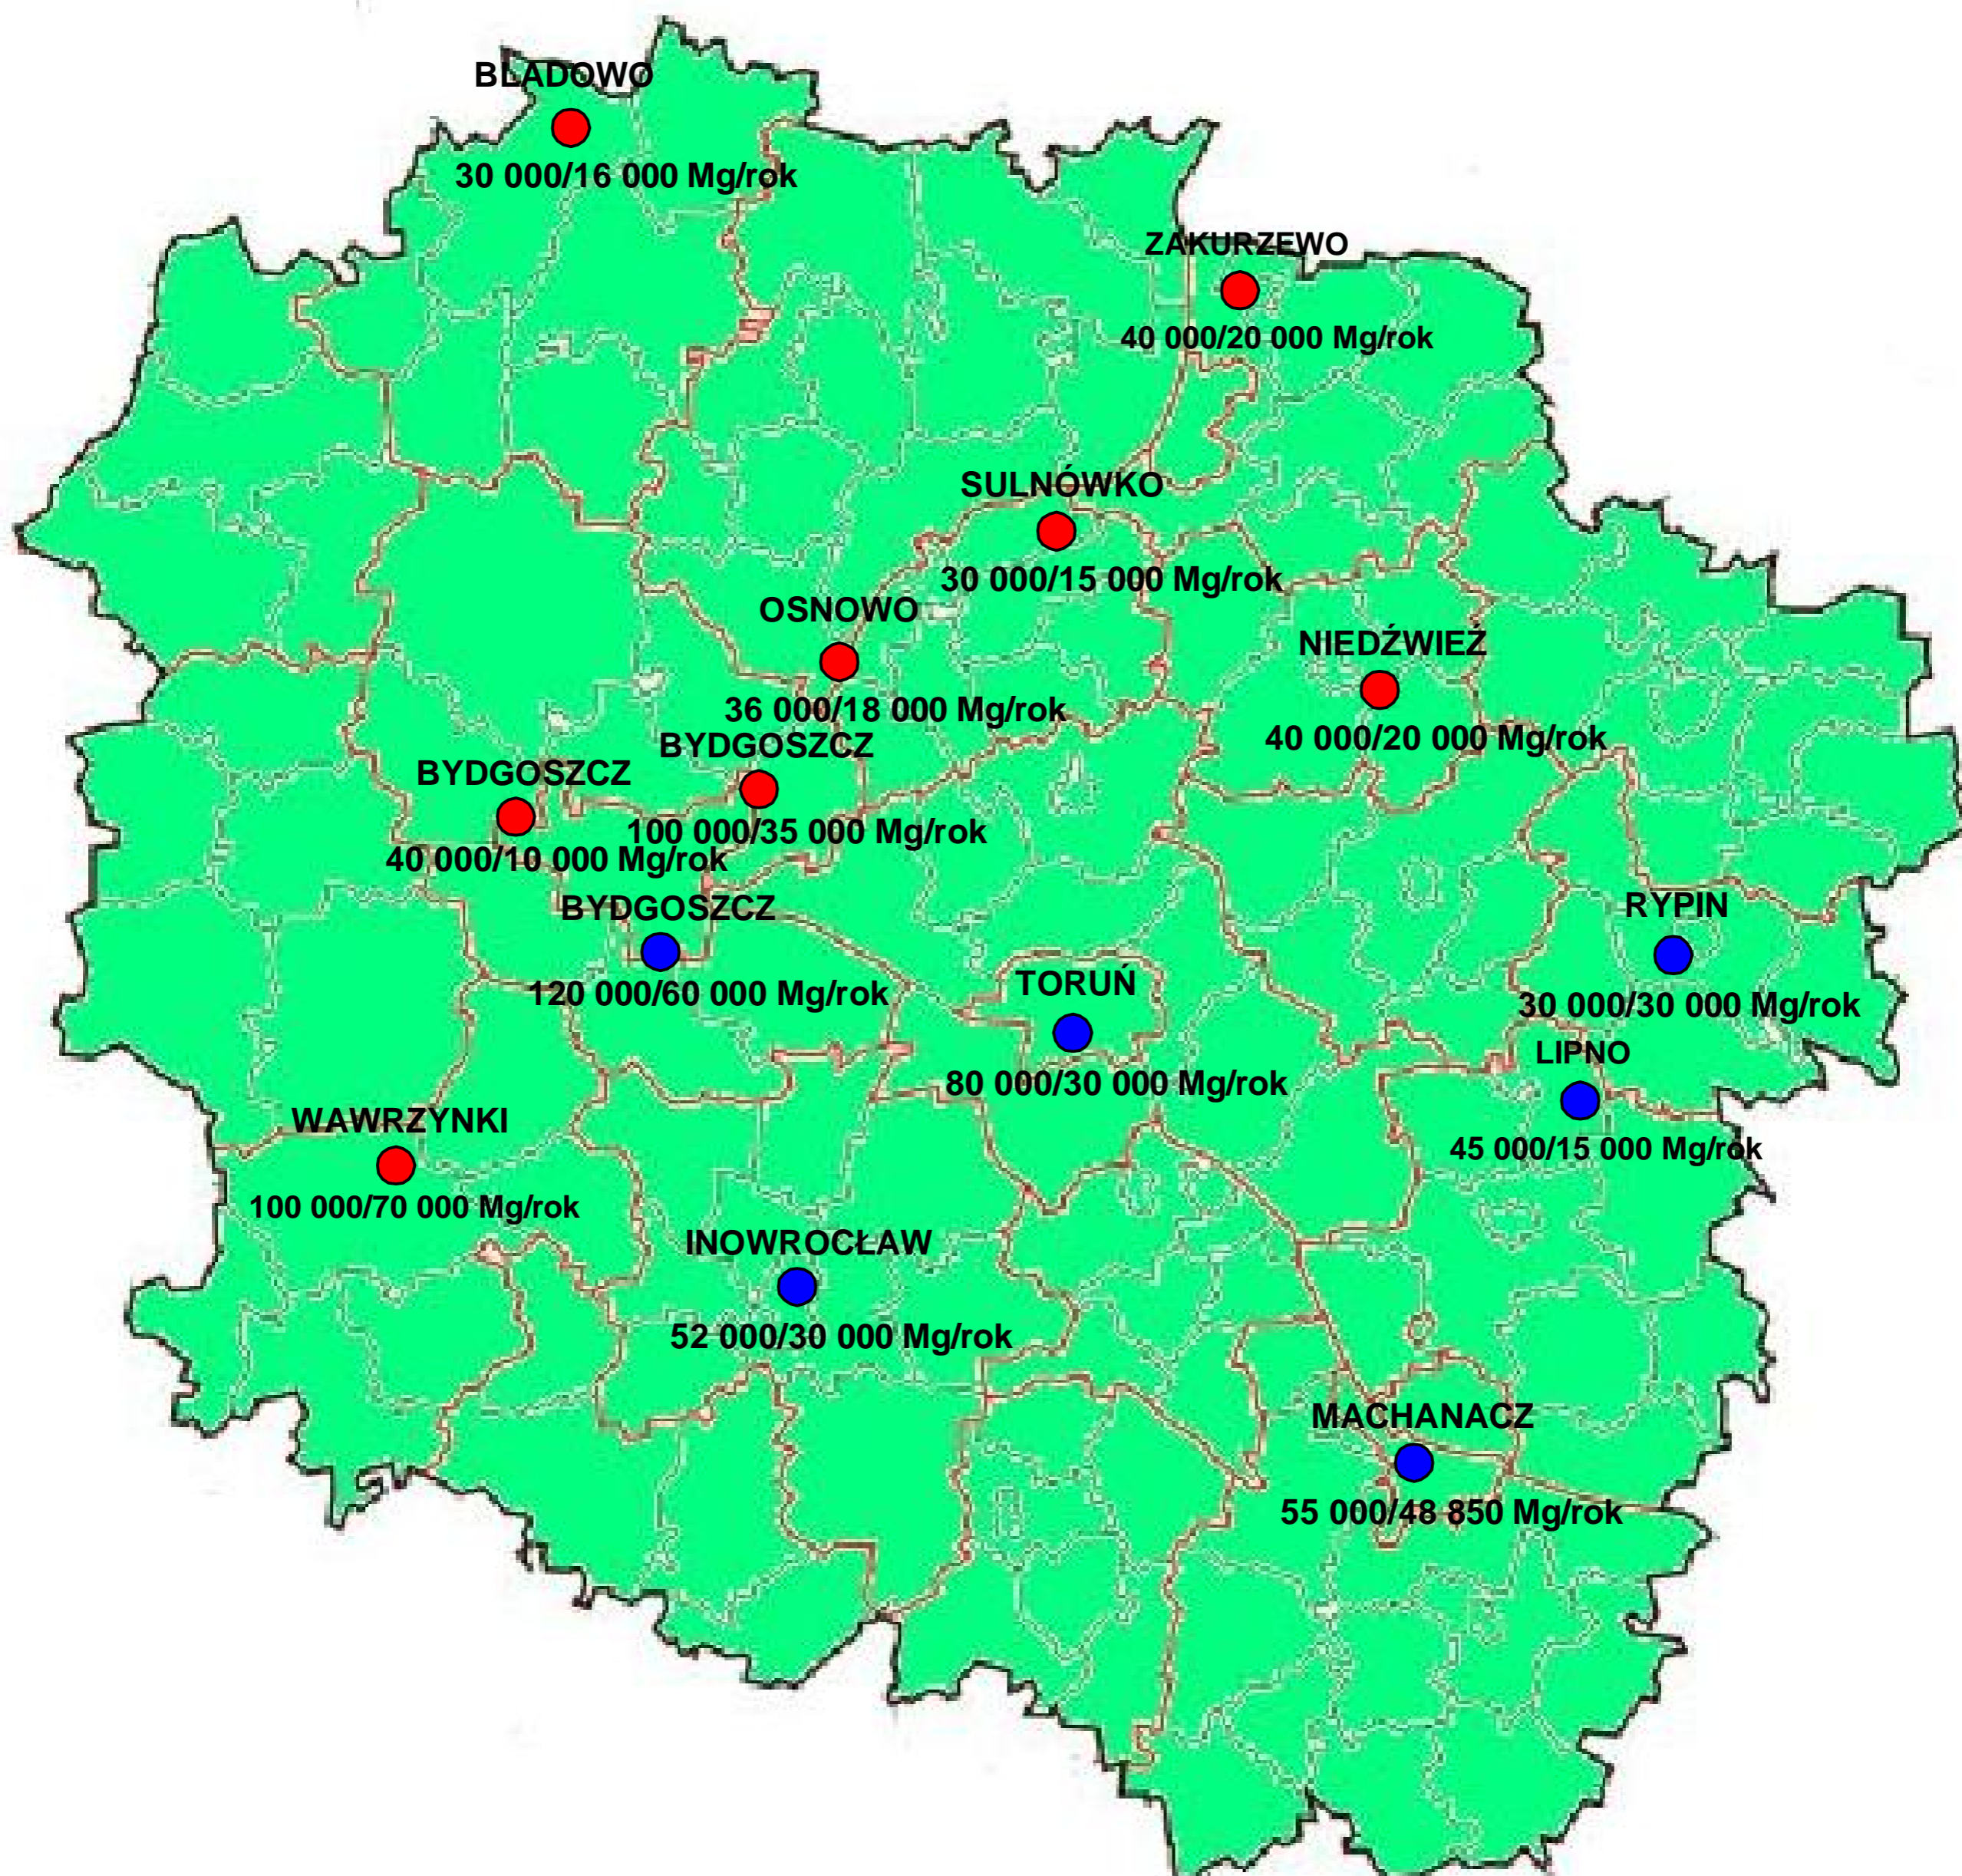 BLADOWO
30 000/16 000 Mg/rok
ZAKURZEWO
40 000/20 000 Mg/rok
SULNÓWKO
30 000/15 000 Mg/rok
OSNOWO
36 000/18 000 Mg/rok
NIEDŹWIEŹ
40 000/20 000 Mg/rok
BYDGOSZCZ
100 000/35 000 Mg/rok
BYDGOSZCZ
40 000/10 000 Mg/rok
BYDGOSZCZ
120 000/60 000 Mg/rok
RYPIN
30 000/30 000 Mg/rok
TORUŃ
80 000/30 000 Mg/rok
LIPNO
45 000/15 000 Mg/rok
WAWRZYNKI
100 000/70 000 Mg/rok
INOWROCŁAW
52 000/30 000 Mg/rok
MACHANACZ
55 000/48 850 Mg/rok